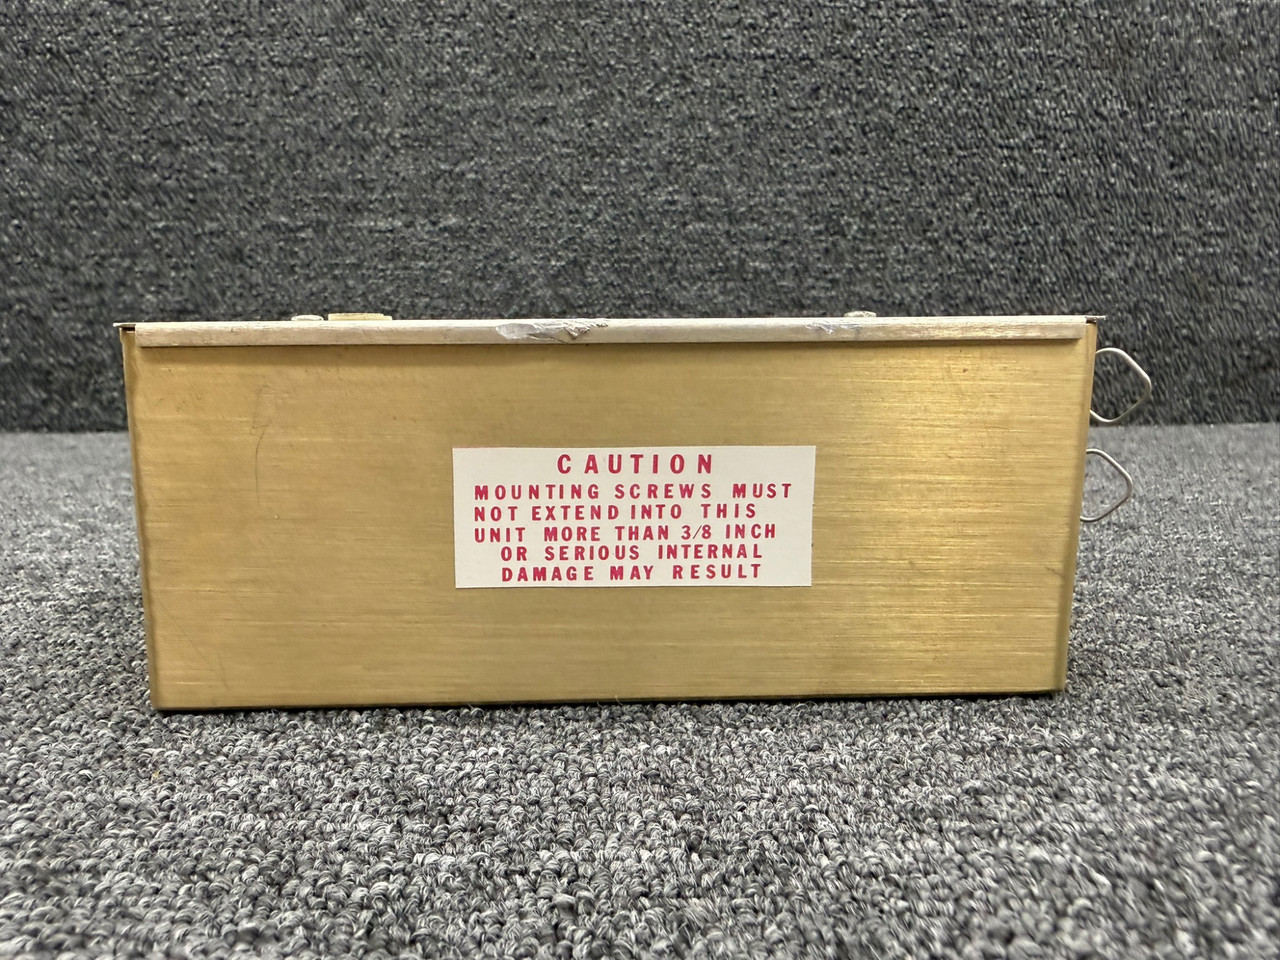 CAUTION
MOUNTING SCREWS MUST
NOT EXTEND INTO THIS
UNIT MORE THAN 3/8 INCH
OR SERIOUS INTERNAL
DAMAGE MAY RESULT